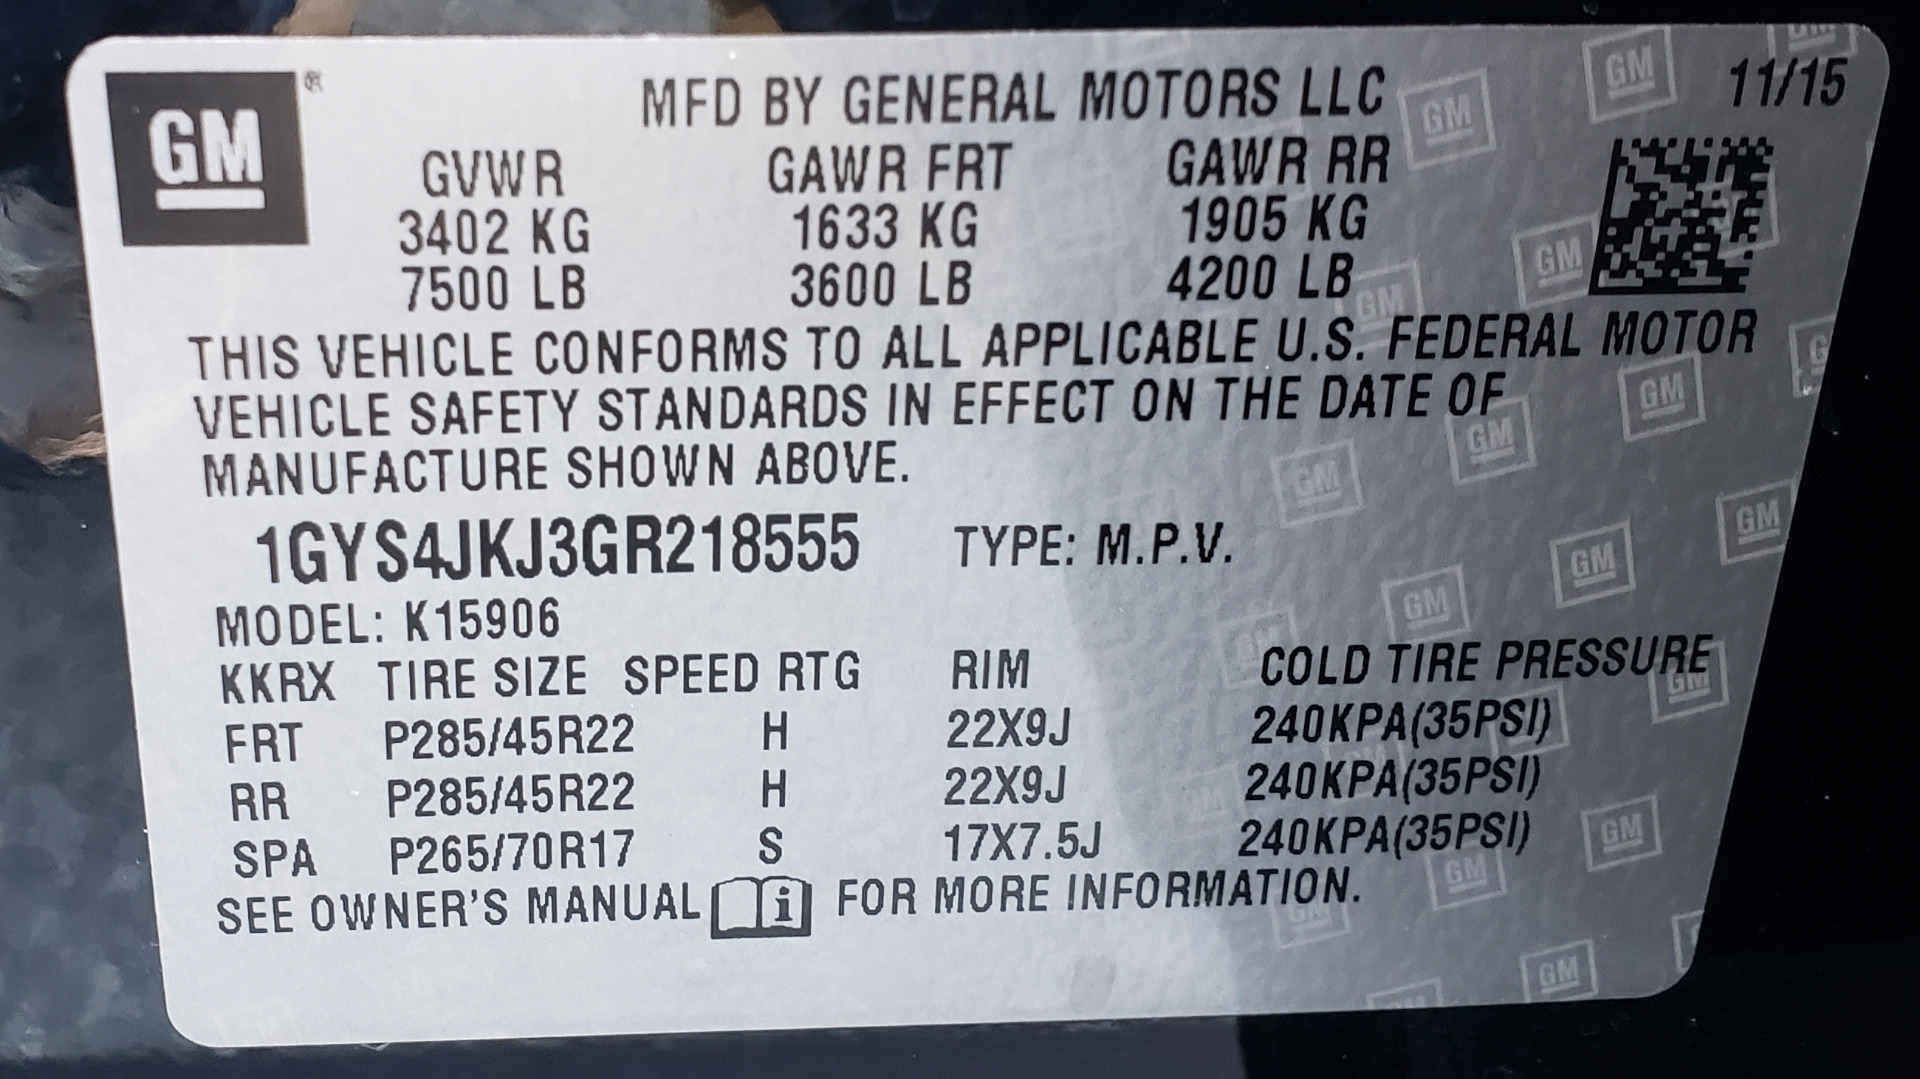 GM ®
MFD BY GENERAL MOTORS LLC 11/15
GVWR GAWR FRT GAWR RR
3402 KG 1633 KG 1905 KG
7500 LB 3600 LB 4200 LB
THIS VEHICLE CONFORMS TO ALL APPLICABLE U.S. FEDERAL MOTOR
VEHICLE SAFETY STANDARDS IN EFFECT ON THE DATE OF
MANUFACTURE SHOWN ABOVE.
1GYS4JKJ3GR218555 TYPE: M.P.V.
MODEL: K15906
KKRX TIRE SIZE SPEED RTG RIM COLD TIRE PRESSURE
FRT P285/45R22 H 22X9J 240KPA(35PSI)
RR P285/45R22 H 22X9J 240KPA(35PSI)
SPA P265/70R17 S 17X7.5J 240KPA(35PSI)
SEE OWNER'S MANUAL i FOR MORE INFORMATION.